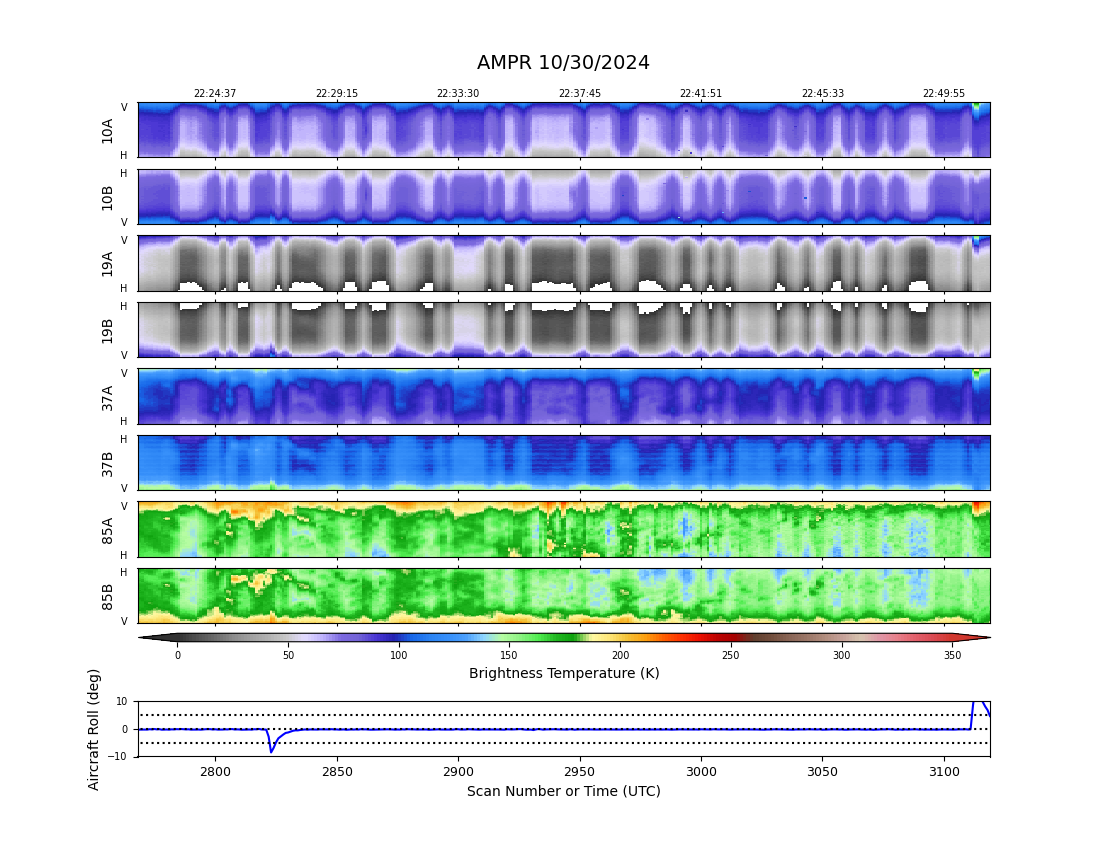 AMPR 10/30/2024
22:24:37 22:29:15 22:33:30 22:37:45 22:41:51 22:45:33 22:49:55
V
10A
H
H
10B
V
V
19A
H
H
19B
V
V
37A
H
H
37B
V
V
85A
H
H
85B
V
0 50 100 150 200 250 300 350
Brightness Temperature (K)
Aircraft Roll (deg)
10
0
−10
2800 2850 2900 2950 3000 3050 3100
Scan Number or Time (UTC)